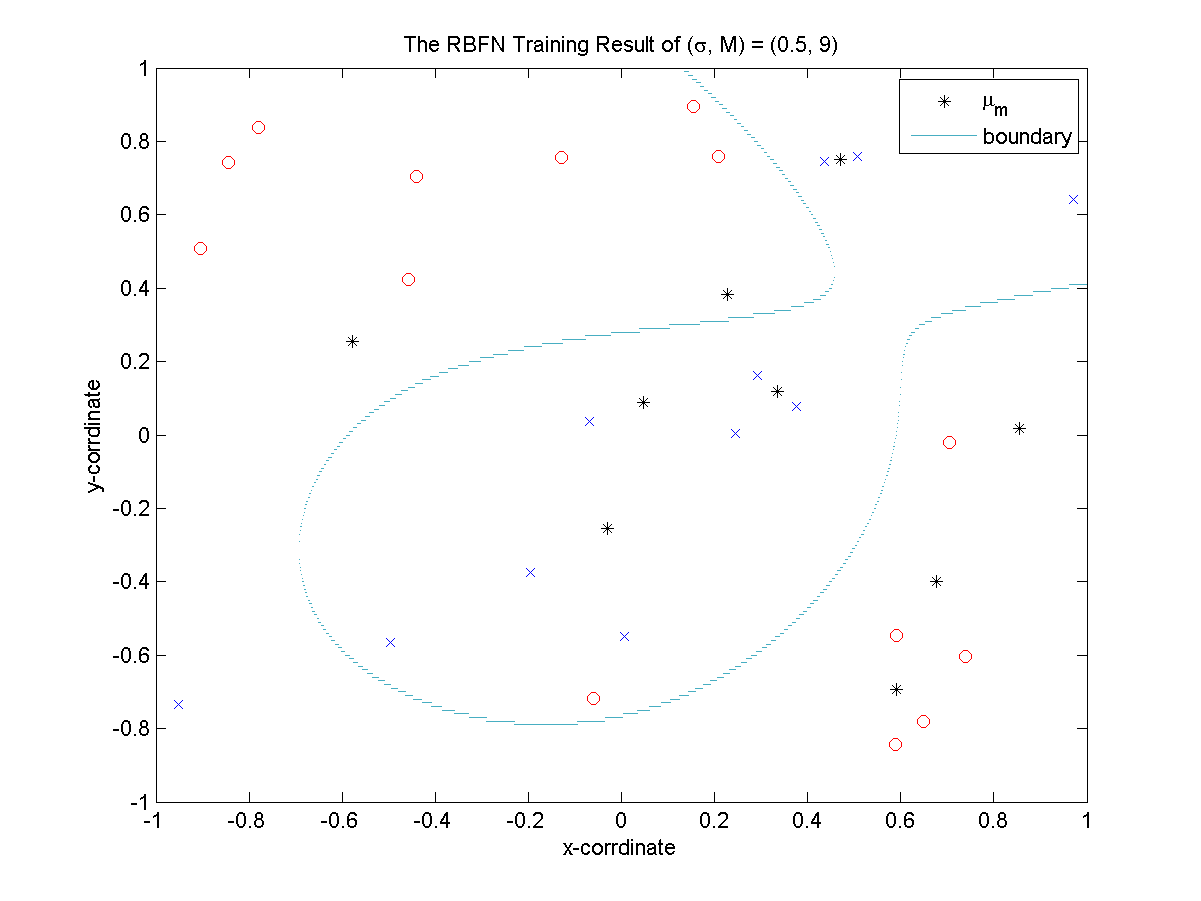 The RBFN Training Result of (σ, M) = (0.5, 9)
μm
boundary
y-corrdinate
1
0.8
0.6
0.4
0.2
0
-0.2
-0.4
-0.6
-0.8
-1
-1 -0.8 -0.6 -0.4 -0.2 0 0.2 0.4 0.6 0.8 1
x-corrdinate